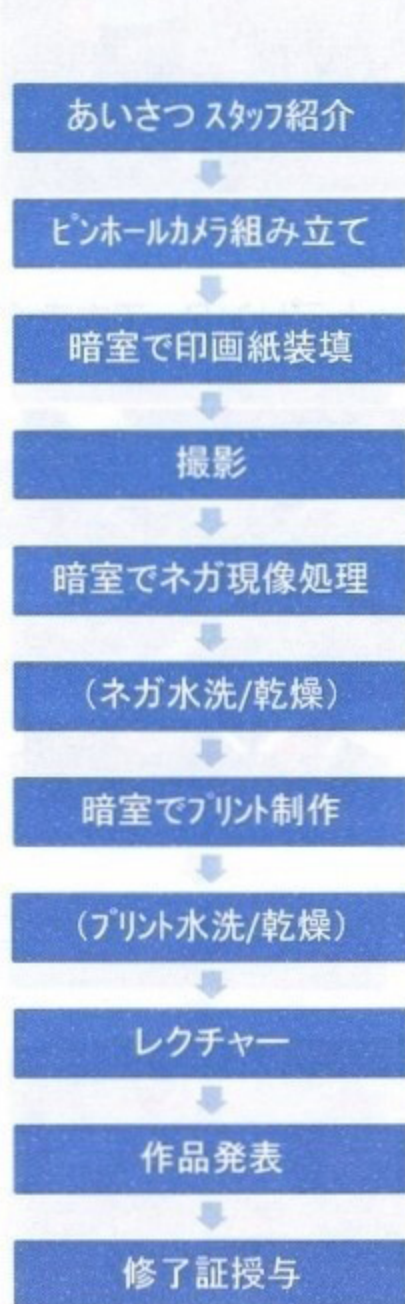 あいさつ スタッフ紹介
ピンホールカメラ組み立て
暗室で印画紙装填
撮影
暗室でネガ現像処理
（ネガ水洗/乾燥）
暗室でプリント制作
（プリント水洗/乾燥）
レクチャー
作品発表
修了証授与